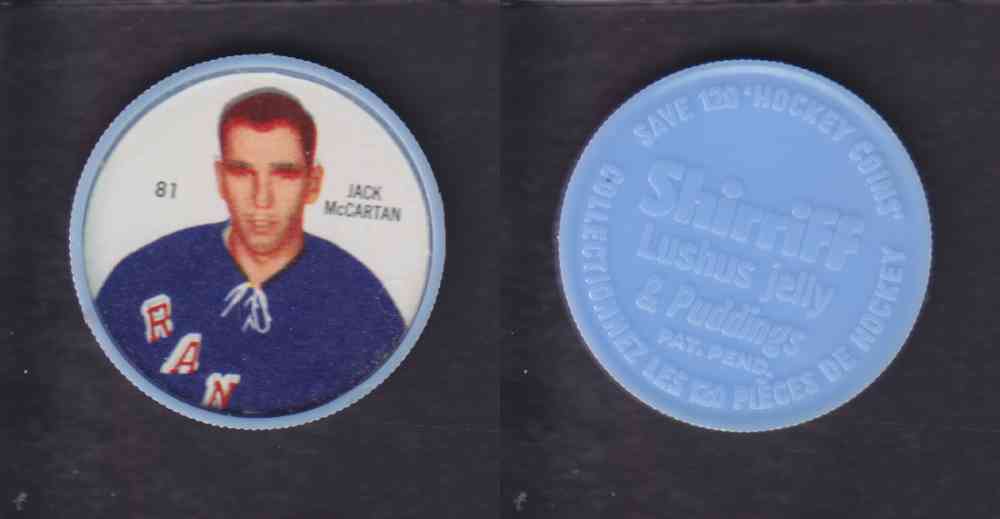 81
JACK
McCARTAN
RAN
SAVE 120 "HOCKEY COINS"
Shirriff
Lushus jelly
& Puddings
PAT. PEND.
COLLECTIONNEZ LES 120 PIÈCES DE HOCKEY